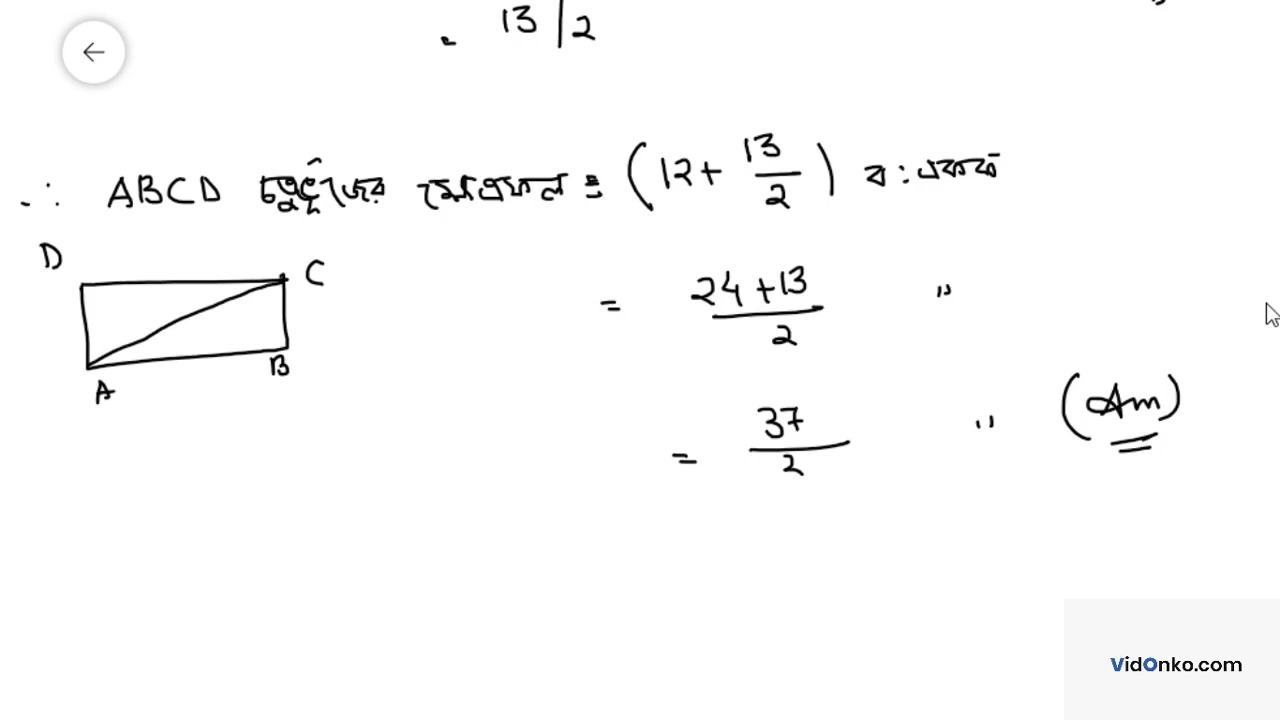 = 13/2
∴ ABCD চতুর্ভুজের ক্ষেত্রফল = (12 + 13/2) ব: একক
D
C
= 24+13/2 "
A
B
= 37/2 " (Ans)
VidOnko.com